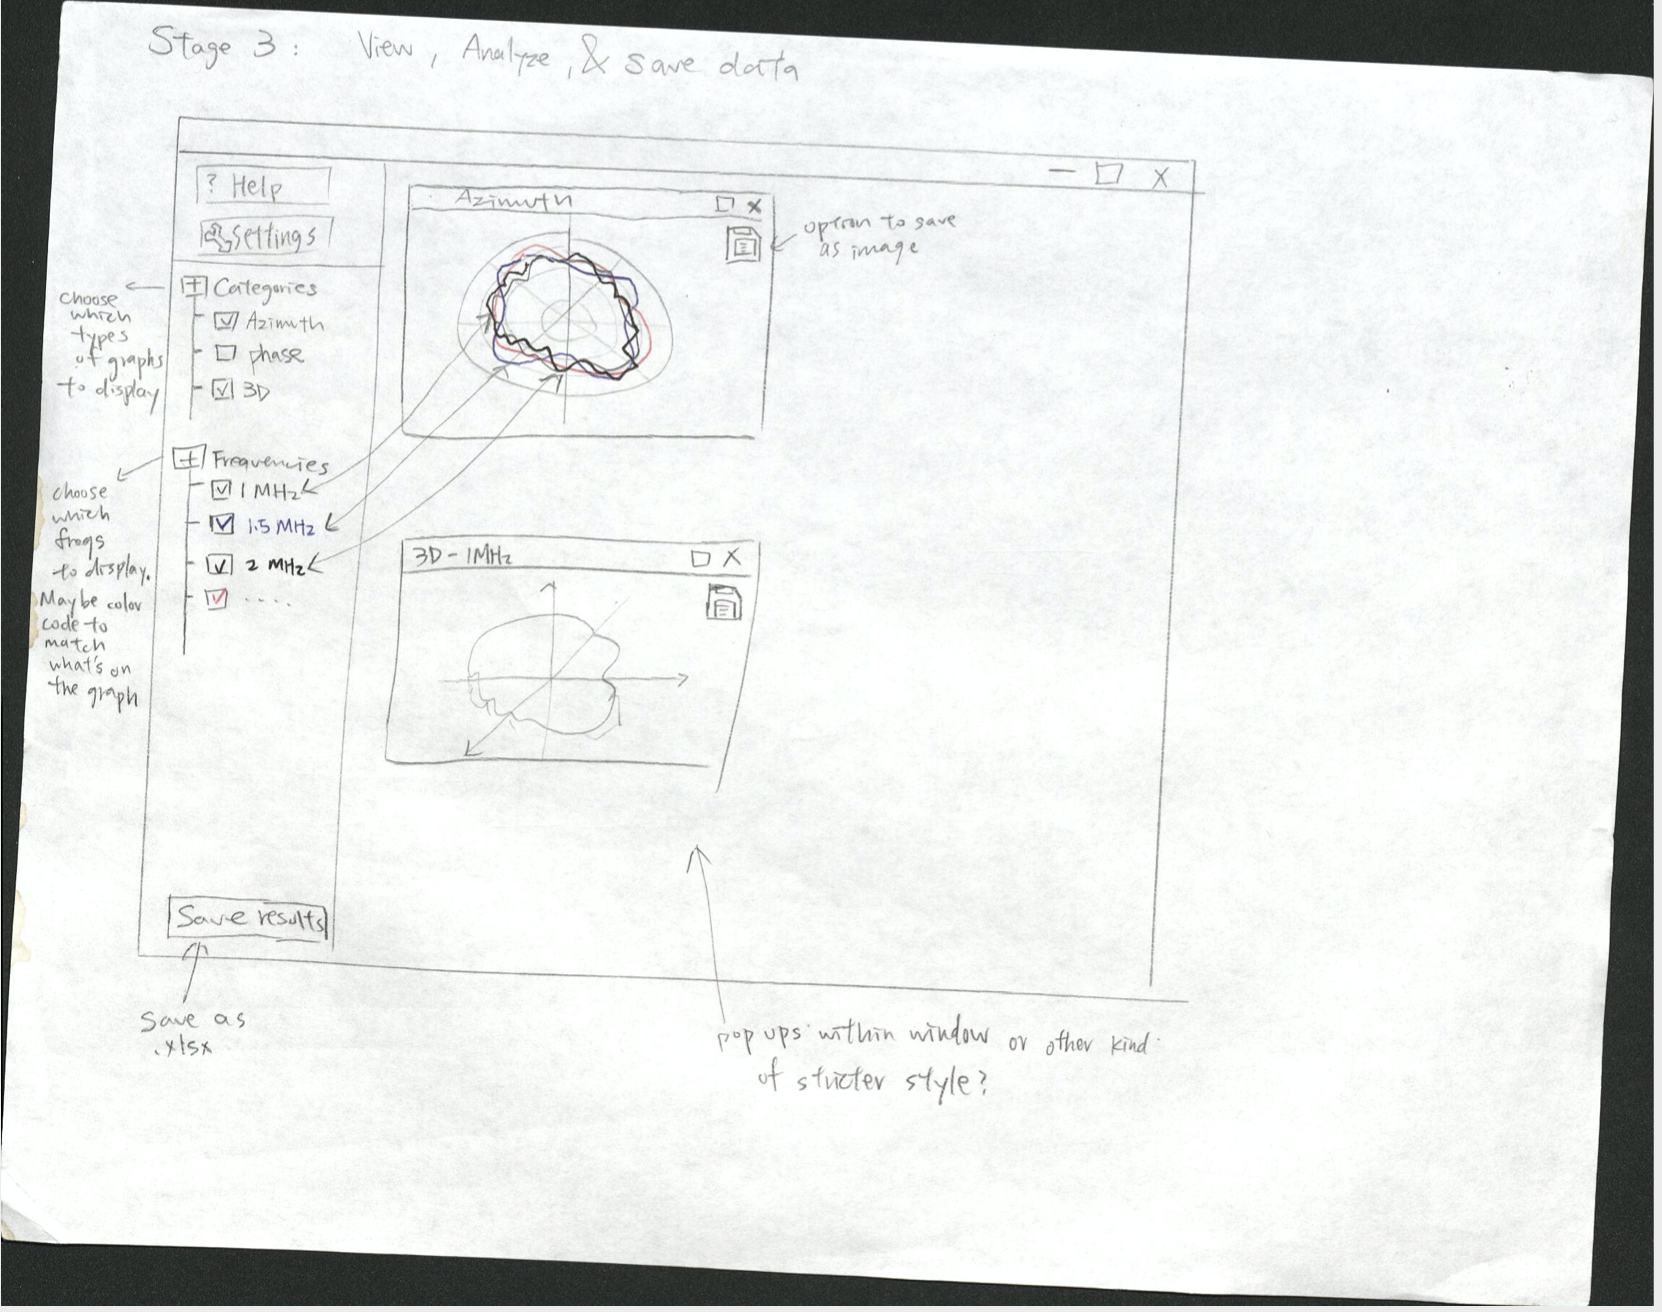 Stage 3 : View, Analyze, & save data
? Help
Settings
Categories
Azimuth
phase
3D
choose
which
types
of graphs
to display
Frequencies
1 MHz
1.5 MHz
2 MHz
....
choose
which
freqs
to display.
Maybe color
code to
match
what's on
the graph
Azimuth
X
option to save
as image
3D - 1MHz
X
X
Save results
Save as
.xlsx
pop ups within window or other kind
of stricter style?